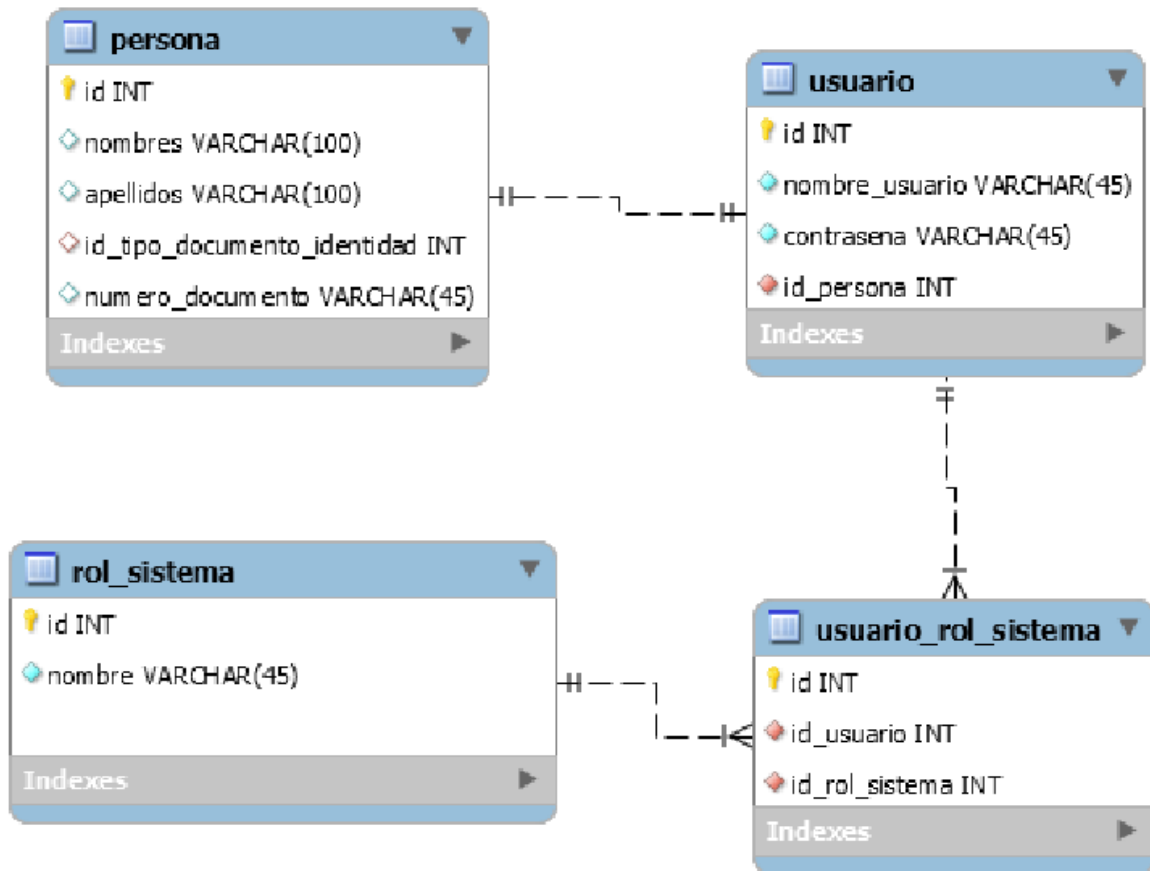 persona
id INT
nombres VARCHAR(100)
apellidos VARCHAR(100)
id_tipo_documento_identidad INT
numero_documento VARCHAR(45)
Indexes
usuario
id INT
nombre_usuario VARCHAR(45)
contrasena VARCHAR(45)
id_persona INT
Indexes
rol_sistema
id INT
nombre VARCHAR(45)
Indexes
usuario_rol_sistema
id INT
id_usuario INT
id_rol_sistema INT
Indexes